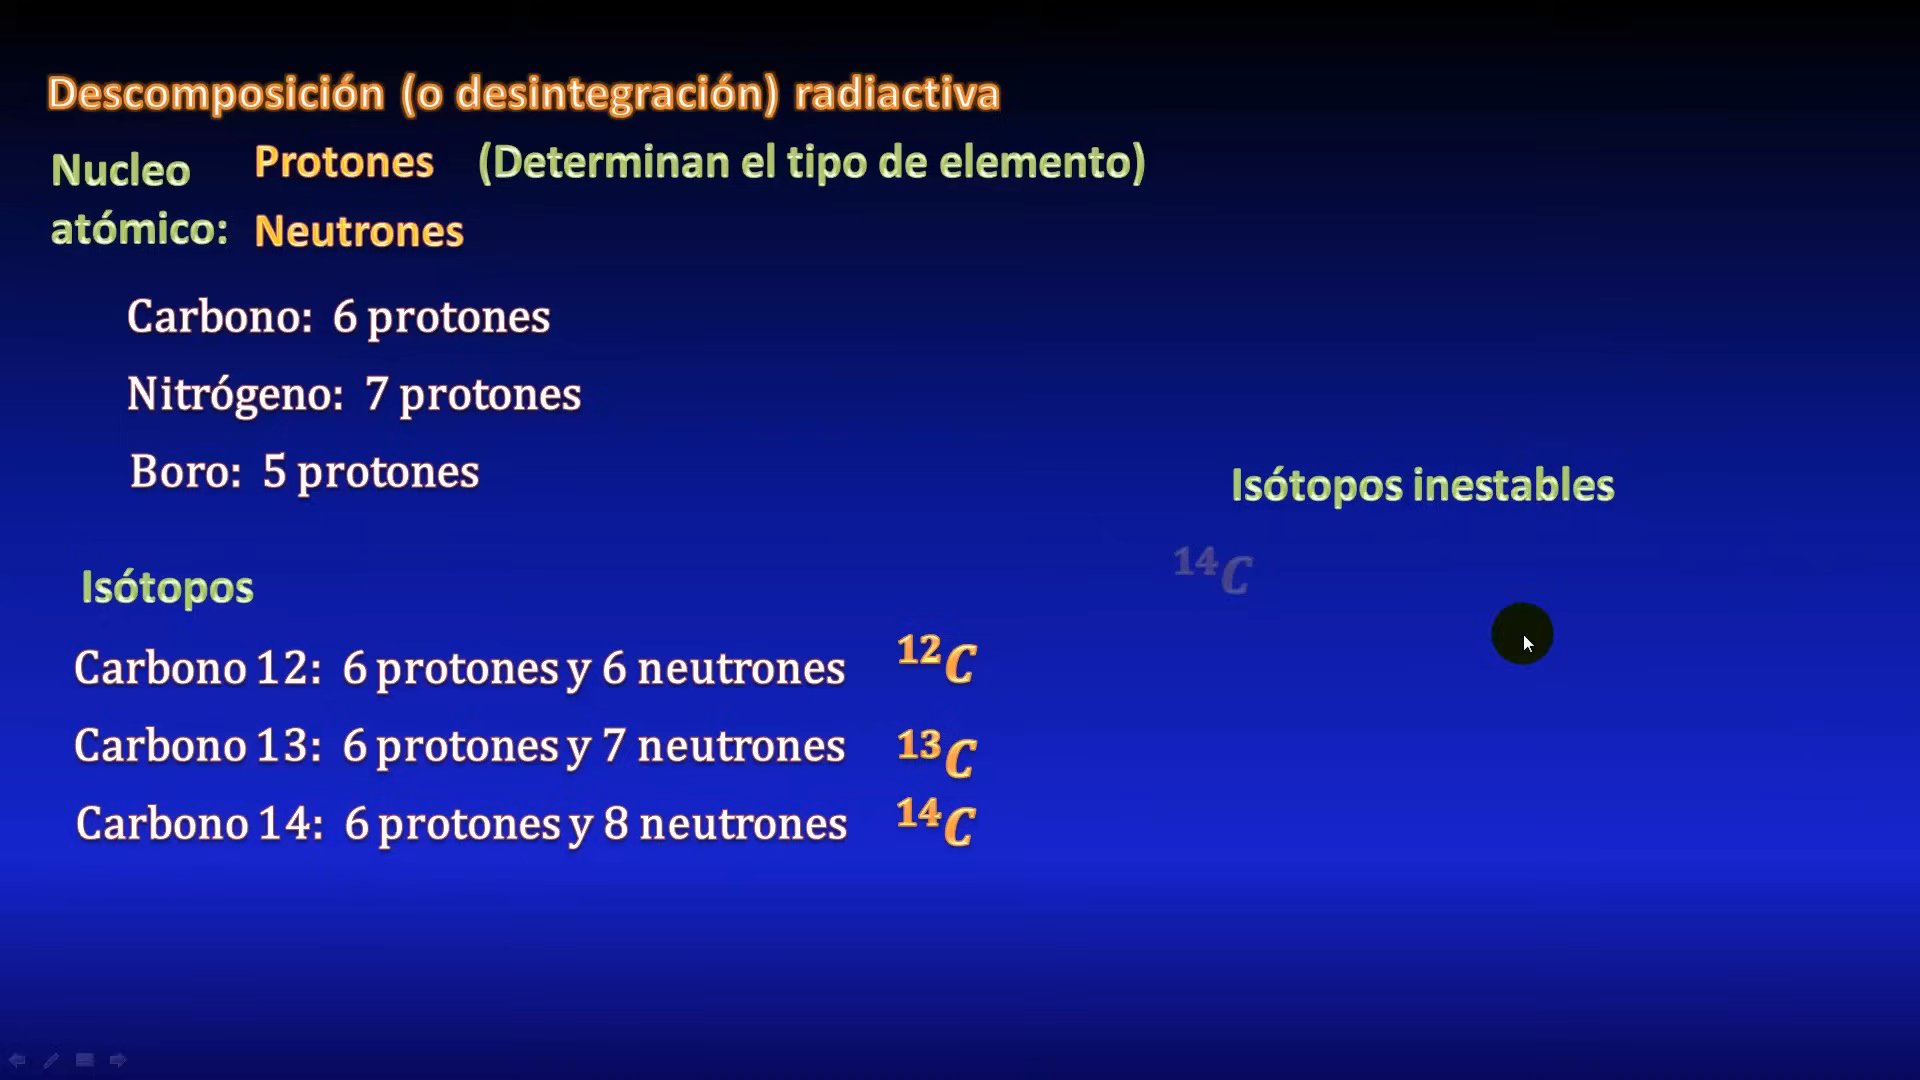 Descomposición (o desintegración) radiactiva
Nucleo atómico:
Protones (Determinan el tipo de elemento)
Neutrones
Carbono: 6 protones
Nitrógeno: 7 protones
Boro: 5 protones
Isótopos
Carbono 12: 6 protones y 6 neutrones ¹²C
Carbono 13: 6 protones y 7 neutrones ¹³C
Carbono 14: 6 protones y 8 neutrones ¹⁴C
Isótopos inestables
¹⁴C